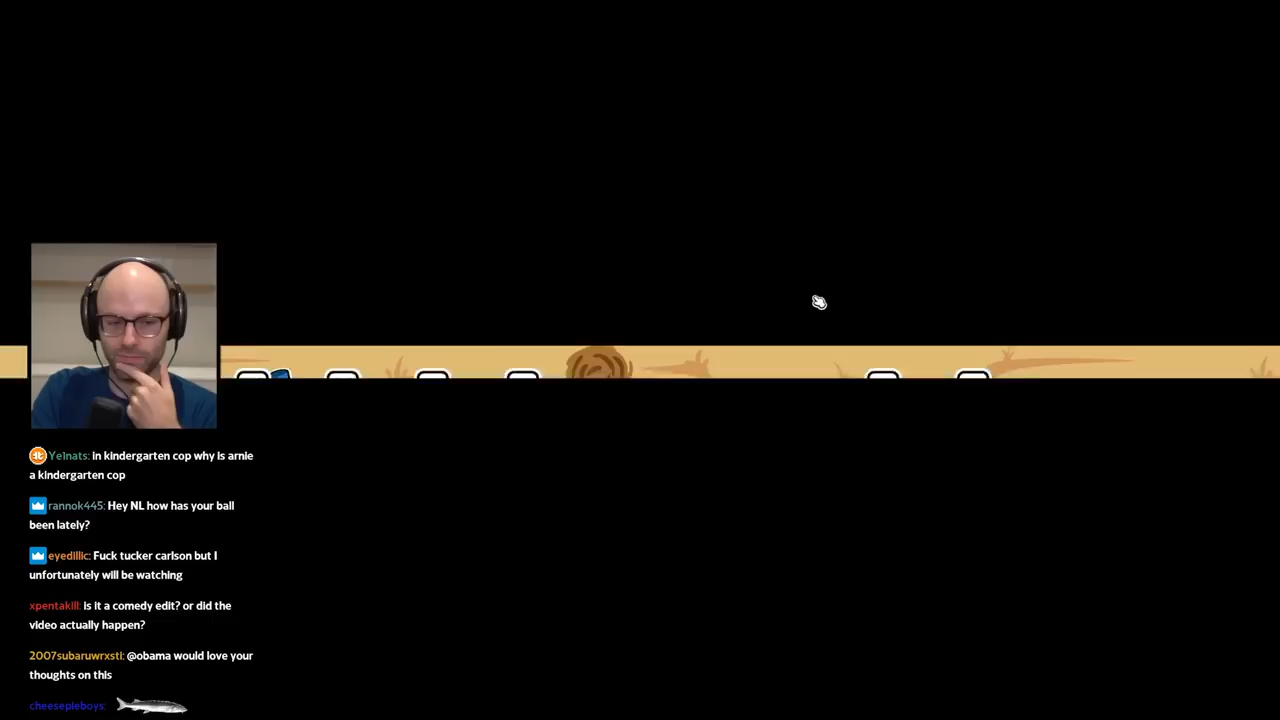 Ye1nats: in kindergarten cop why is arnie
a kindergarten cop
rannok445: Hey NL how has your ball
been lately?
eyedillic: Fuck tucker carlson but I
unfortunately will be watching
xpentakill: is it a comedy edit? or did the
video actually happen?
2007subaruwrxsti: @obama would love your
thoughts on this
cheesepieboys: